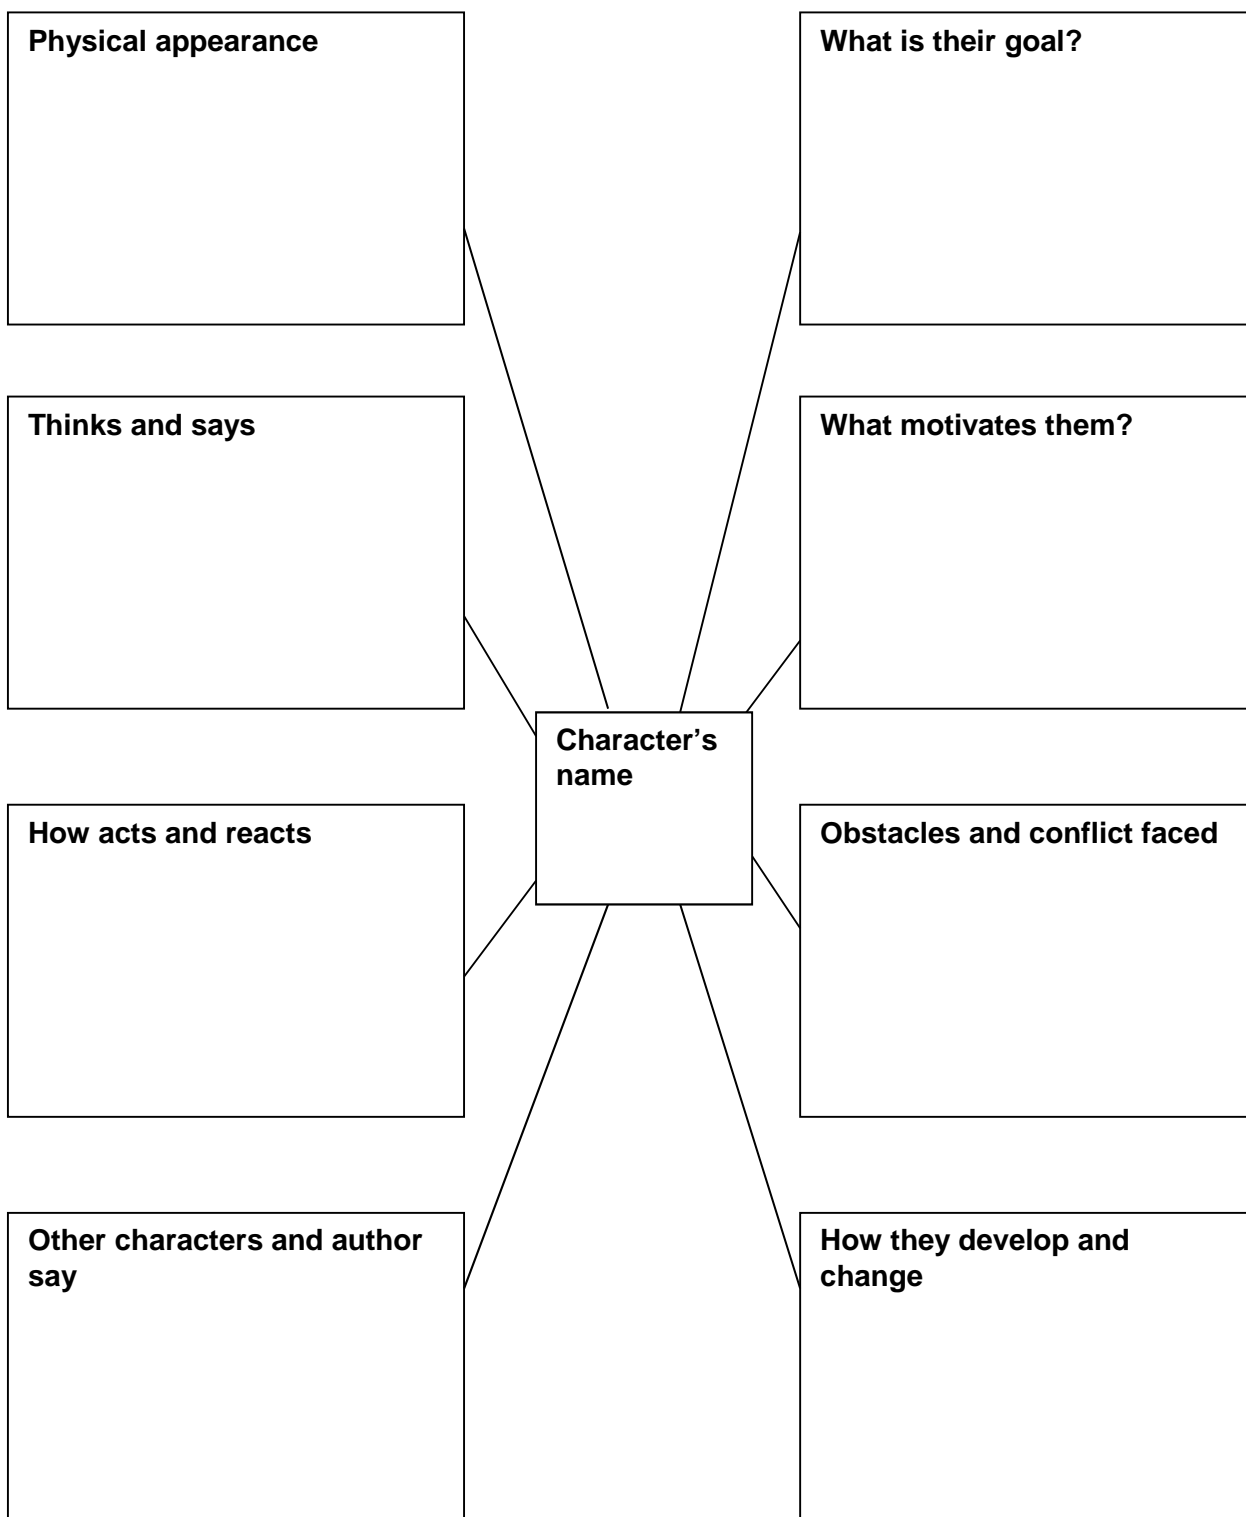 Physical appearance
What is their goal?
Thinks and says
What motivates them?
Character’s
name
How acts and reacts
Obstacles and conflict faced
Other characters and author
say
How they develop and
change